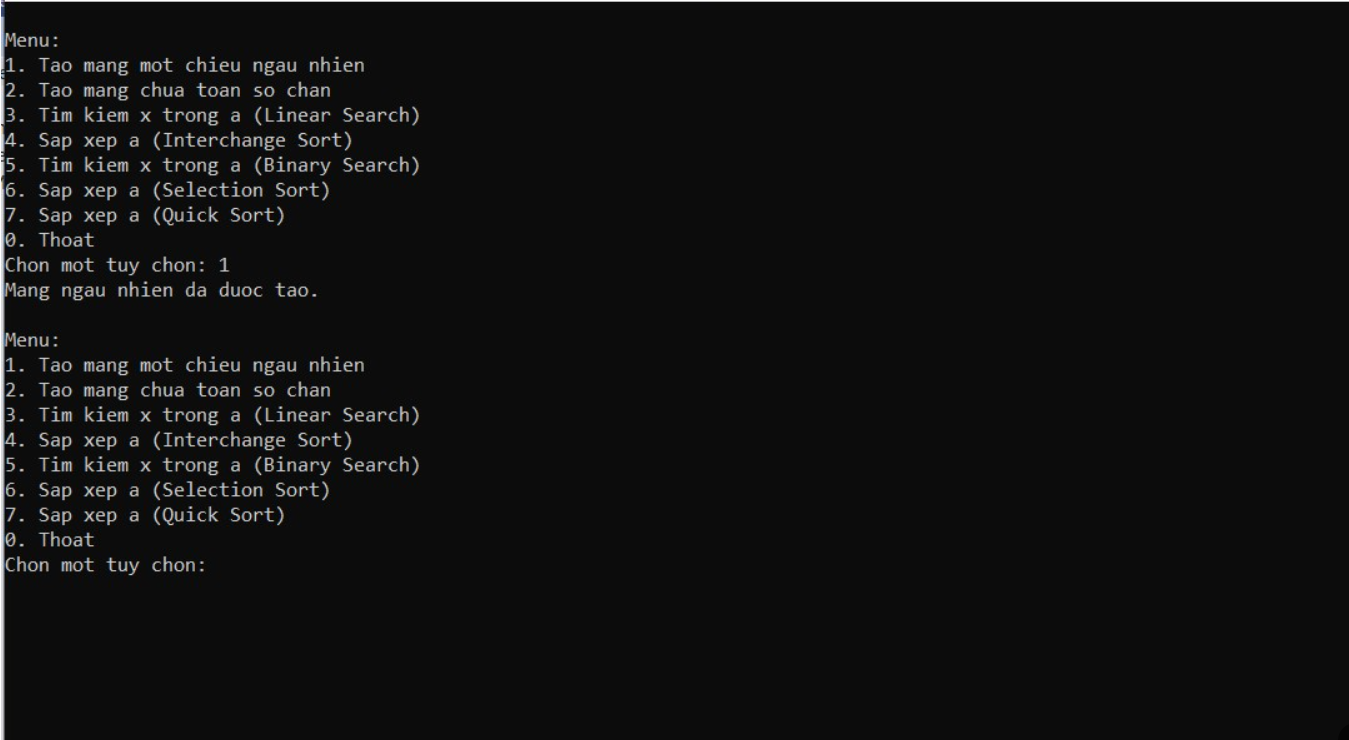 Menu:
1. Tao mang mot chieu ngau nhien
2. Tao mang chua toan so chan
3. Tim kiem x trong a (Linear Search)
4. Sap xep a (Interchange Sort)
5. Tim kiem x trong a (Binary Search)
6. Sap xep a (Selection Sort)
7. Sap xep a (Quick Sort)
0. Thoat
Chon mot tuy chon: 1
Mang ngau nhien da duoc tao.
Menu:
1. Tao mang mot chieu ngau nhien
2. Tao mang chua toan so chan
3. Tim kiem x trong a (Linear Search)
4. Sap xep a (Interchange Sort)
5. Tim kiem x trong a (Binary Search)
6. Sap xep a (Selection Sort)
7. Sap xep a (Quick Sort)
0. Thoat
Chon mot tuy chon: